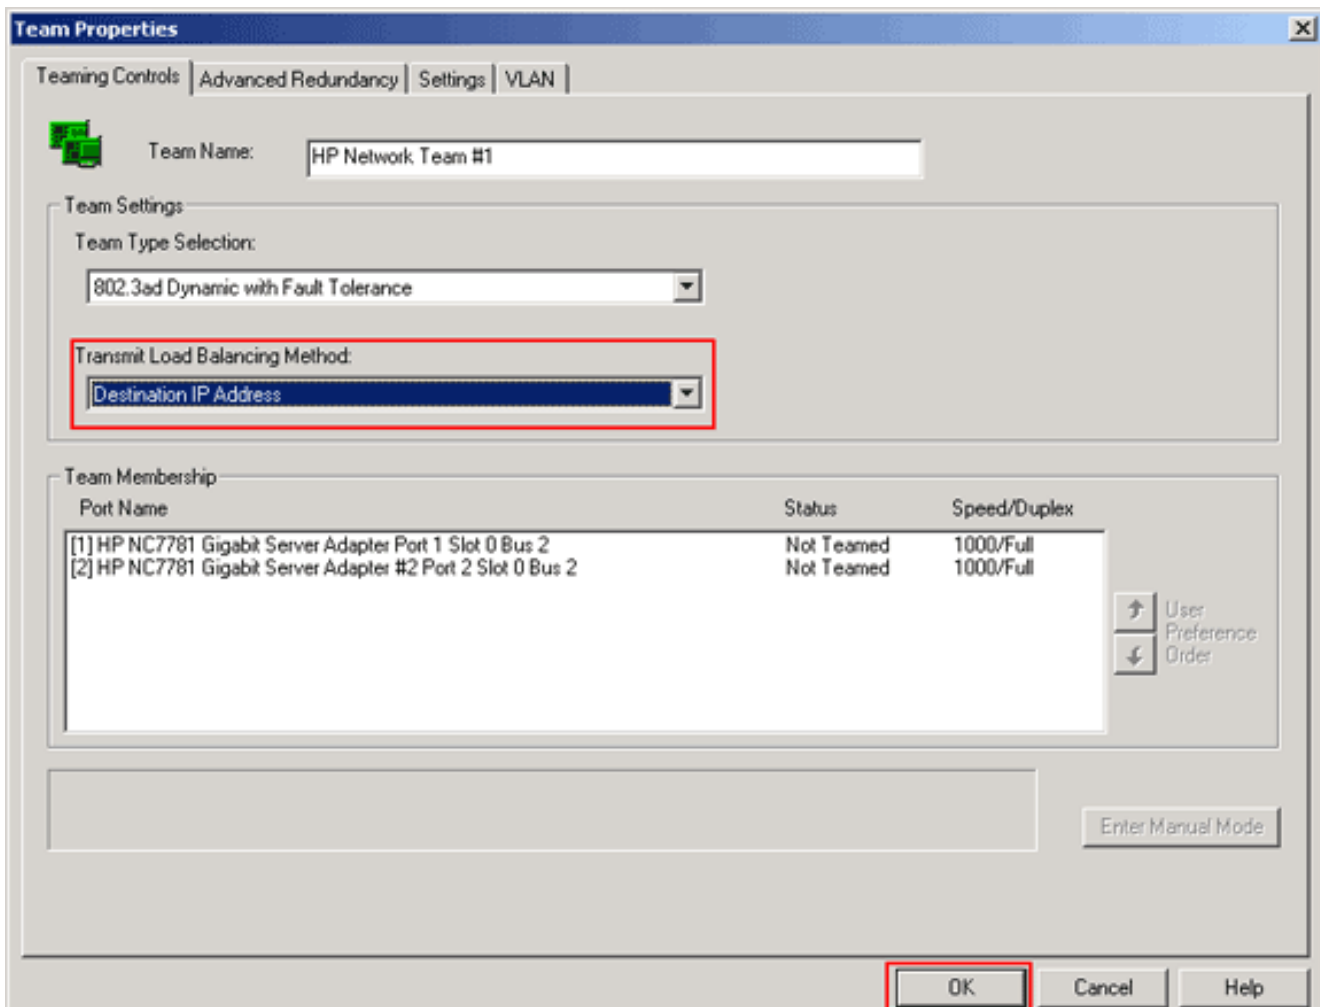 Team Properties
Teaming Controls Advanced Redundancy Settings VLAN
Team Name: HP Network Team #1
Team Settings
Team Type Selection:
802.3ad Dynamic with Fault Tolerance
Transmit Load Balancing Method:
Destination IP Address
Team Membership
Port Name Status Speed/Duplex
[1] HP NC7781 Gigabit Server Adapter Port 1 Slot 0 Bus 2 Not Teamed 1000/Full
[2] HP NC7781 Gigabit Server Adapter #2 Port 2 Slot 0 Bus 2 Not Teamed 1000/Full
User
Preference
Order
Enter Manual Mode
OK Cancel Help